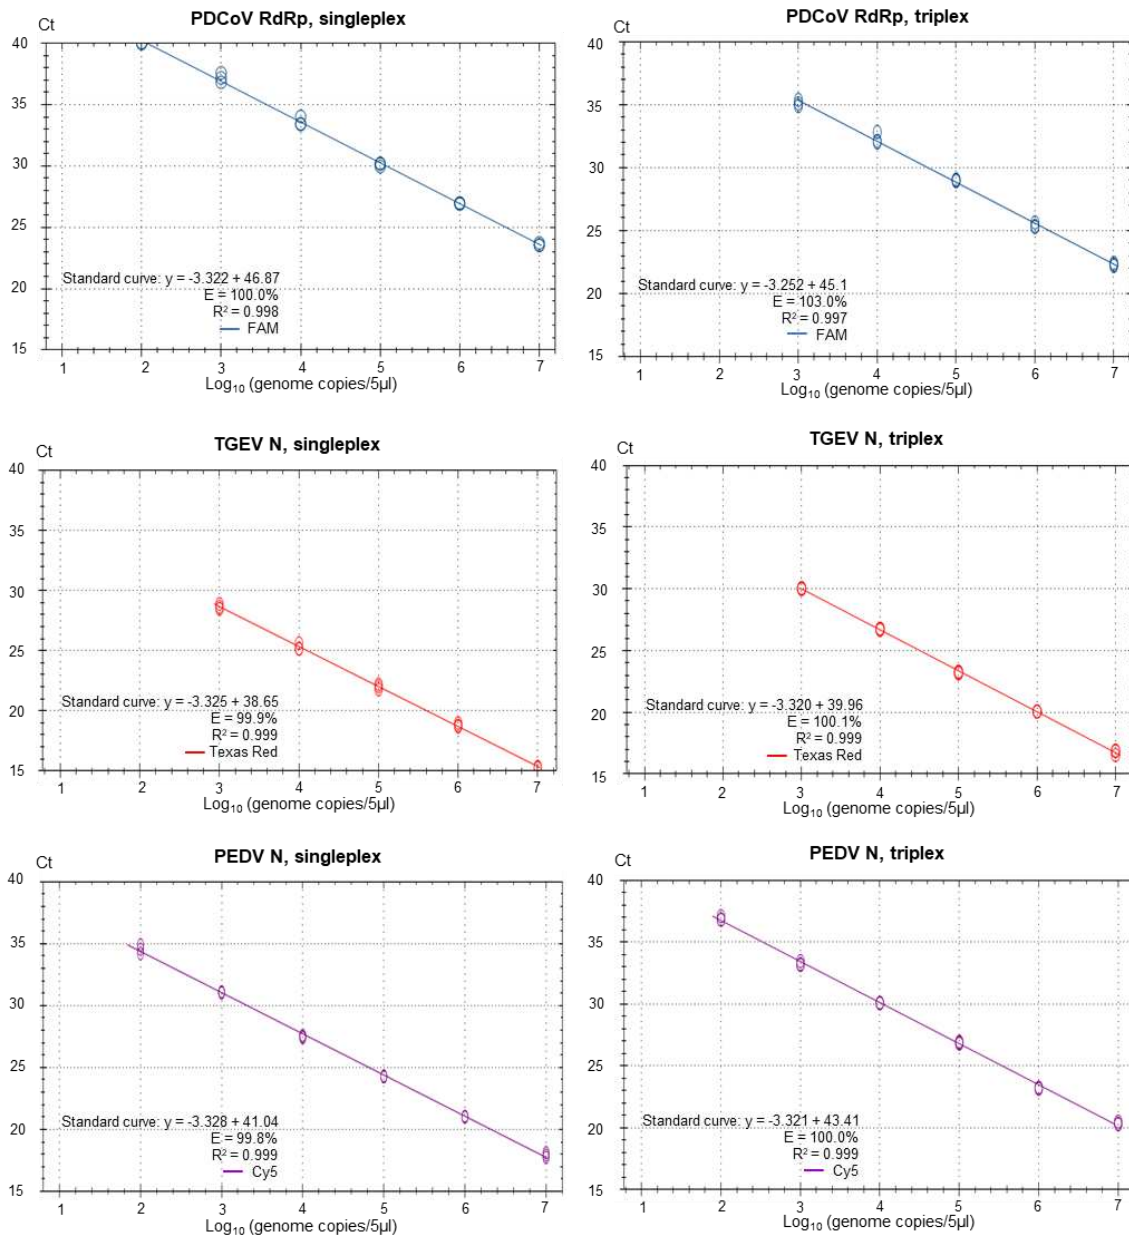 PDCoV RdRp, singleplex
Ct
40
35
30
25
20
15
Standard curve: y = -3.322 + 46.87
E = 100.0%
R² = 0.998
FAM
1 2 3 4 5 6 7
Log₁₀ (genome copies/5µl)
PDCoV RdRp, triplex
Ct
40
35
30
25
20
15
Standard curve: y = -3.252 + 45.1
E = 103.0%
R² = 0.997
FAM
1 2 3 4 5 6 7
Log₁₀ (genome copies/5µl)
TGEV N, singleplex
Ct
40
35
30
25
20
15
Standard curve: y = -3.325 + 38.65
E = 99.9%
R² = 0.999
Texas Red
1 2 3 4 5 6 7
Log₁₀ (genome copies/5µl)
TGEV N, triplex
Ct
40
35
30
25
20
15
Standard curve: y = -3.320 + 39.96
E = 100.1%
R² = 0.999
Texas Red
1 2 3 4 5 6 7
Log₁₀ (genome copies/5µl)
PEDV N, singleplex
Ct
40
35
30
25
20
15
Standard curve: y = -3.328 + 41.04
E = 99.8%
R² = 0.999
Cy5
1 2 3 4 5 6 7
Log₁₀ (genome copies/5µl)
PEDV N, triplex
Ct
40
35
30
25
20
15
Standard curve: y = -3.321 + 43.41
E = 100.0%
R² = 0.999
Cy5
1 2 3 4 5 6 7
Log₁₀ (genome copies/5µl)